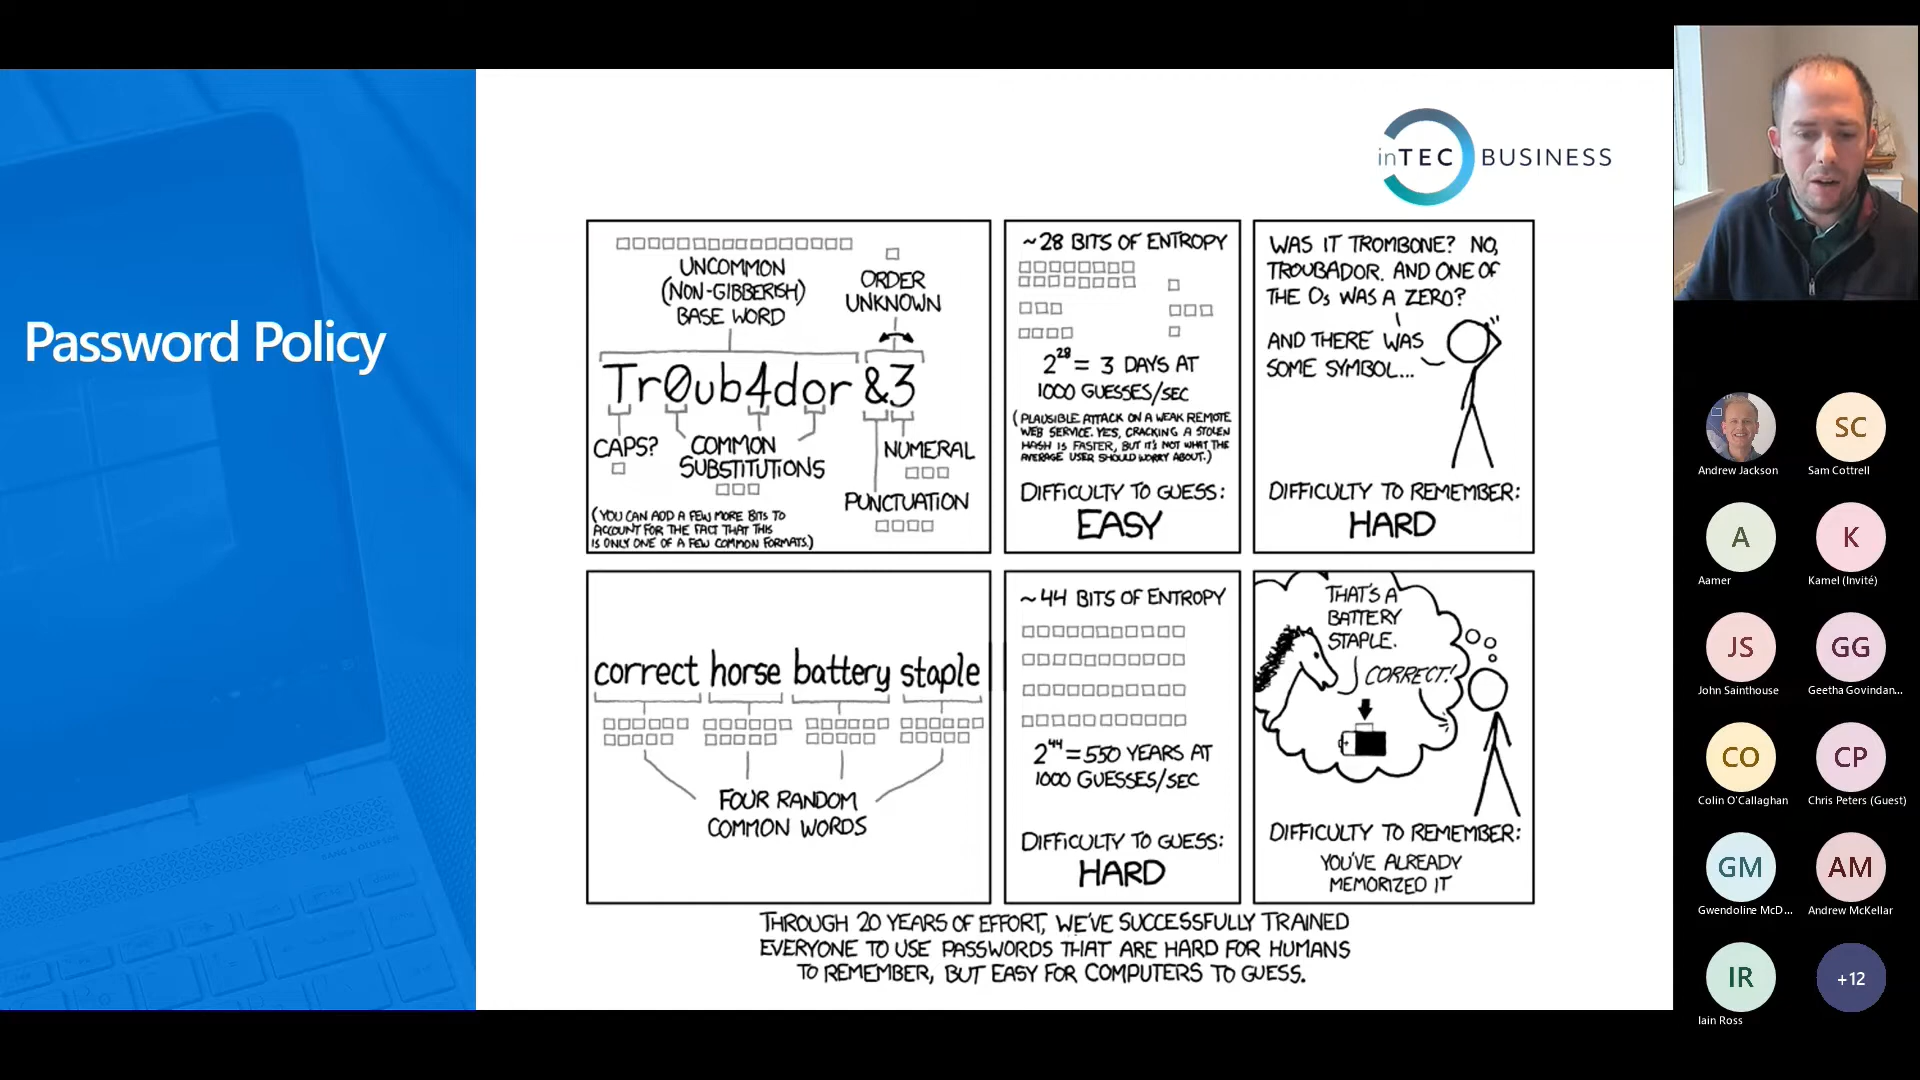 Password Policy
inTEC BUSINESS
UNCOMMON
(NON-GIBBERISH)
BASE WORD
ORDER
UNKNOWN
Tr0ub4dor &3
CAPS?
COMMON
SUBSTITUTIONS
NUMERAL
PUNCTUATION
(YOU CAN ADD A FEW MORE BITS TO
ACCOUNT FOR THE FACT THAT THIS
IS ONLY ONE OF A FEW COMMON FORMATS.)
~28 BITS OF ENTROPY
2^28 = 3 DAYS AT
1000 GUESSES/SEC
(PLAUSIBLE ATTACK ON A WEAK REMOTE
WEB SERVICE. YES, CRACKING A STOLEN
HASH IS FASTER, BUT IT'S NOT WHAT THE
AVERAGE USER SHOULD WORRY ABOUT.)
DIFFICULTY TO GUESS:
EASY
WAS IT TROMBONE? NO,
TROUBADOR. AND ONE OF
THE Os WAS A ZERO?
AND THERE WAS
SOME SYMBOL...
DIFFICULTY TO REMEMBER:
HARD
correct horse battery staple
FOUR RANDOM
COMMON WORDS
~44 BITS OF ENTROPY
2^44 = 550 YEARS AT
1000 GUESSES/SEC
DIFFICULTY TO GUESS:
HARD
THAT'S A
BATTERY
STAPLE.
CORRECT!
DIFFICULTY TO REMEMBER:
YOU'VE ALREADY
MEMORIZED IT
THROUGH 20 YEARS OF EFFORT, WE'VE SUCCESSFULLY TRAINED
EVERYONE TO USE PASSWORDS THAT ARE HARD FOR HUMANS
TO REMEMBER, BUT EASY FOR COMPUTERS TO GUESS.
Andrew Jackson
SC
Sam Cottrell
A
Aamer
K
Kamel (Invité)
JS
John Sainthouse
GG
Geetha Govindan...
CO
Colin O'Callaghan
CP
Chris Peters (Guest)
GM
Gwendoline McD...
AM
Andrew McKellar
IR
Iain Ross
+12